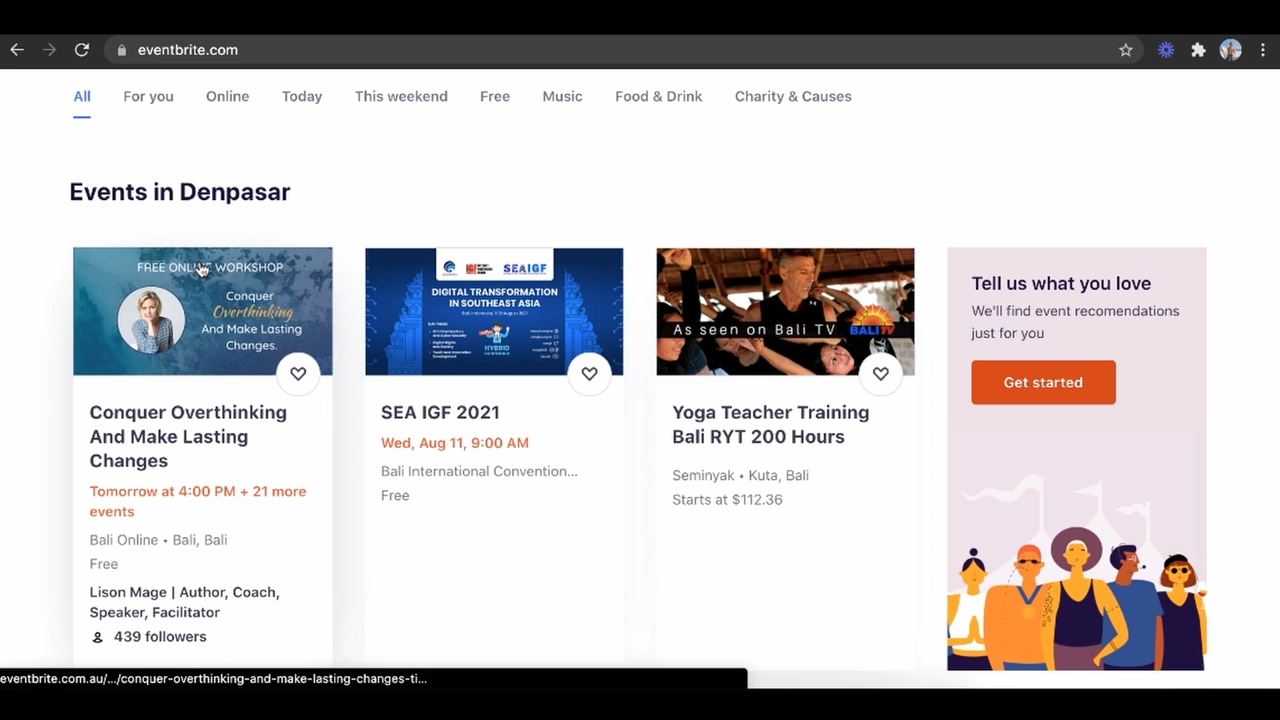 eventbrite.com
All
For you
Online
Today
This weekend
Free
Music
Food & Drink
Charity & Causes
Events in Denpasar
FREE ONLINE WORKSHOP
Conquer
Overthinking
And Make Lasting
Changes.
Conquer Overthinking
And Make Lasting
Changes
Tomorrow at 4:00 PM + 21 more
events
Bali Online • Bali, Bali
Free
Lison Mage | Author, Coach,
Speaker, Facilitator
439 followers
IGF
SEAIGF
DIGITAL TRANSFORMATION
IN SOUTHEAST ASIA
HYBRID
SEA IGF 2021
Wed, Aug 11, 9:00 AM
Bali International Convention...
Free
As seen on Bali TV
BALI TV
Yoga Teacher Training
Bali RYT 200 Hours
Seminyak • Kuta, Bali
Starts at $112.36
Tell us what you love
We'll find event recomendations
just for you
Get started
eventbrite.com.au/.../conquer-overthinking-and-make-lasting-changes-ti...